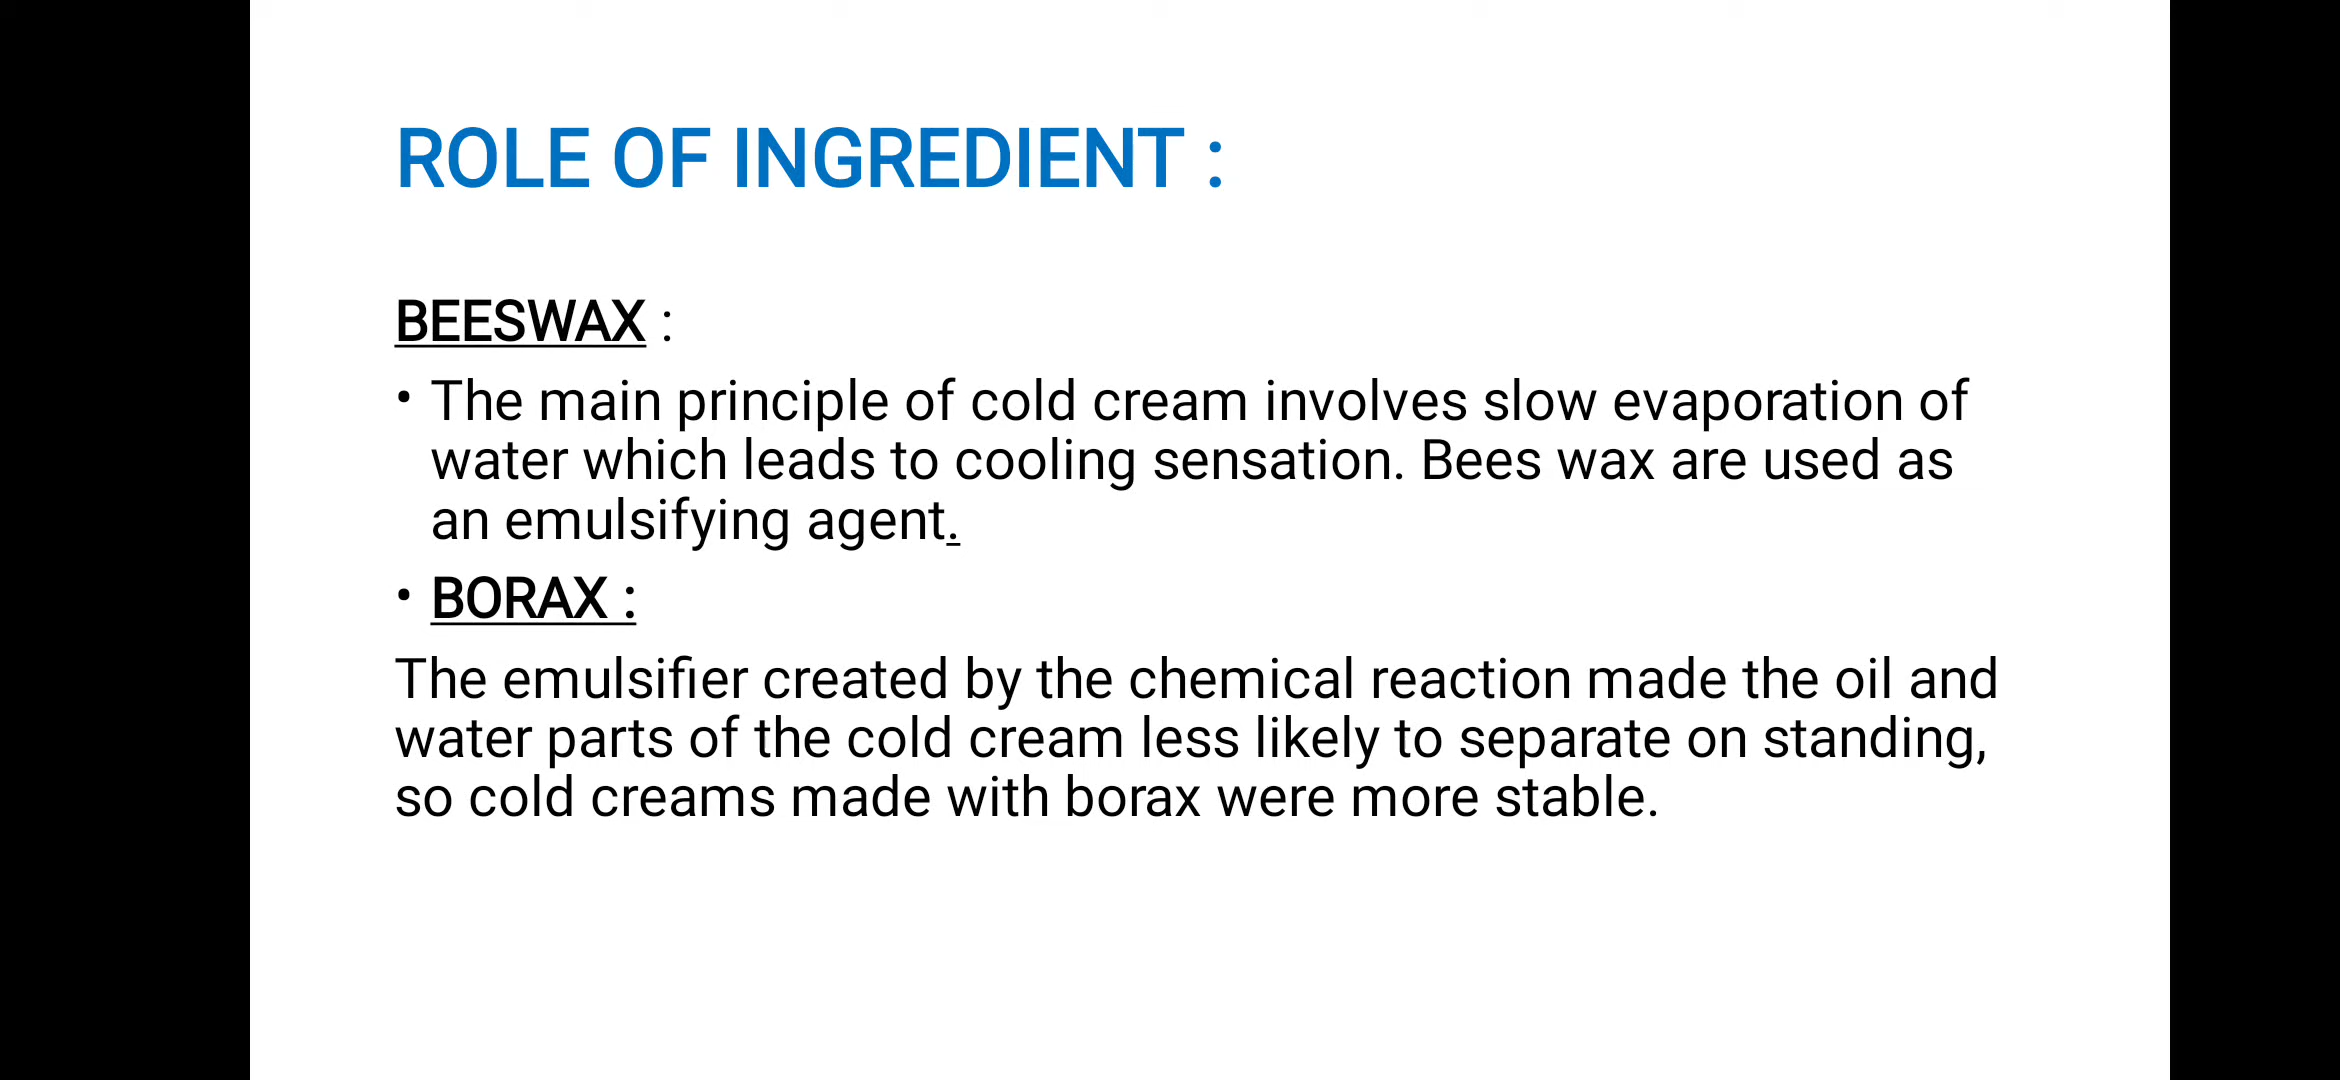 ROLE OF INGREDIENT :
BEESWAX :
• The main principle of cold cream involves slow evaporation of
water which leads to cooling sensation. Bees wax are used as
an emulsifying agent.
• BORAX :
The emulsifier created by the chemical reaction made the oil and
water parts of the cold cream less likely to separate on standing,
so cold creams made with borax were more stable.